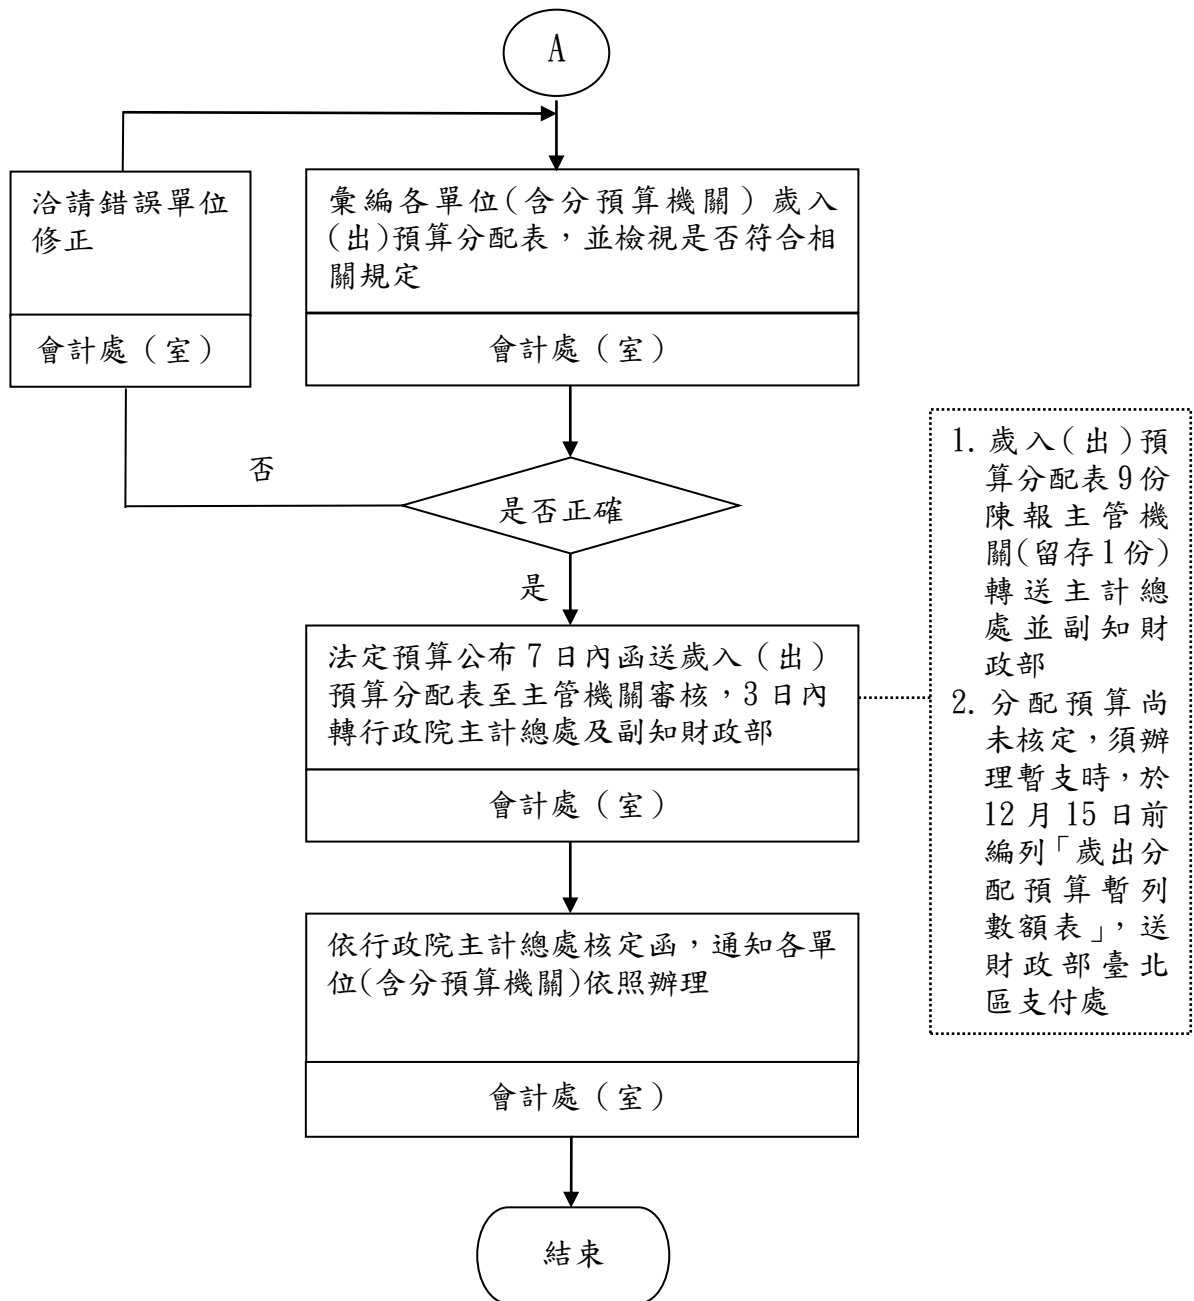 A
洽請錯誤單位
修正
會計處（室）
彙編各單位(含分預算機關)歲入
(出)預算分配表，並檢視是否符合相
關規定
會計處（室）
否
是否正確
是
法定預算公布7日內函送歲入（出）
預算分配表至主管機關審核，3日內
轉行政院主計總處及副知財政部
會計處（室）
1. 歲入(出)預
算分配表9份
陳報主管機
關(留存1份)
轉送主計總
處並副知財
政部
2. 分配預算尚
未核定，須辦
理暫支時，於
12月15日前
編列「歲出分
配預算暫列
數額表」，送
財政部臺北
區支付處
依行政院主計總處核定函，通知各單
位(含分預算機關)依照辦理
會計處（室）
結束